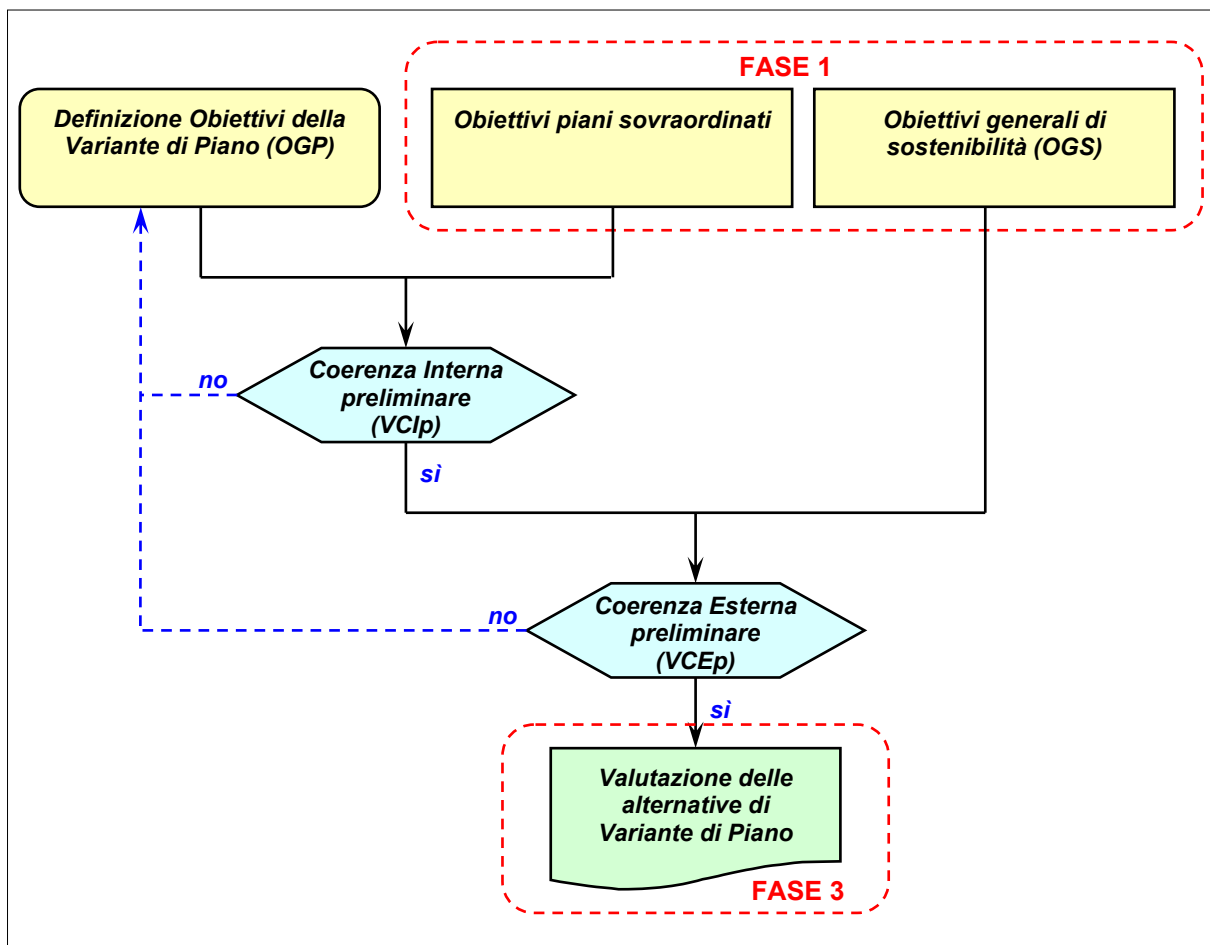 FASE 1
Definizione Obiettivi della
Variante di Piano (OGP)
Obiettivi piani sovraordinati
Obiettivi generali di
sostenibilità (OGS)
Coerenza Interna
preliminare
(VCIp)
no
sì
Coerenza Esterna
preliminare
(VCEp)
no
sì
Valutazione delle
alternative di
Variante di Piano
FASE 3